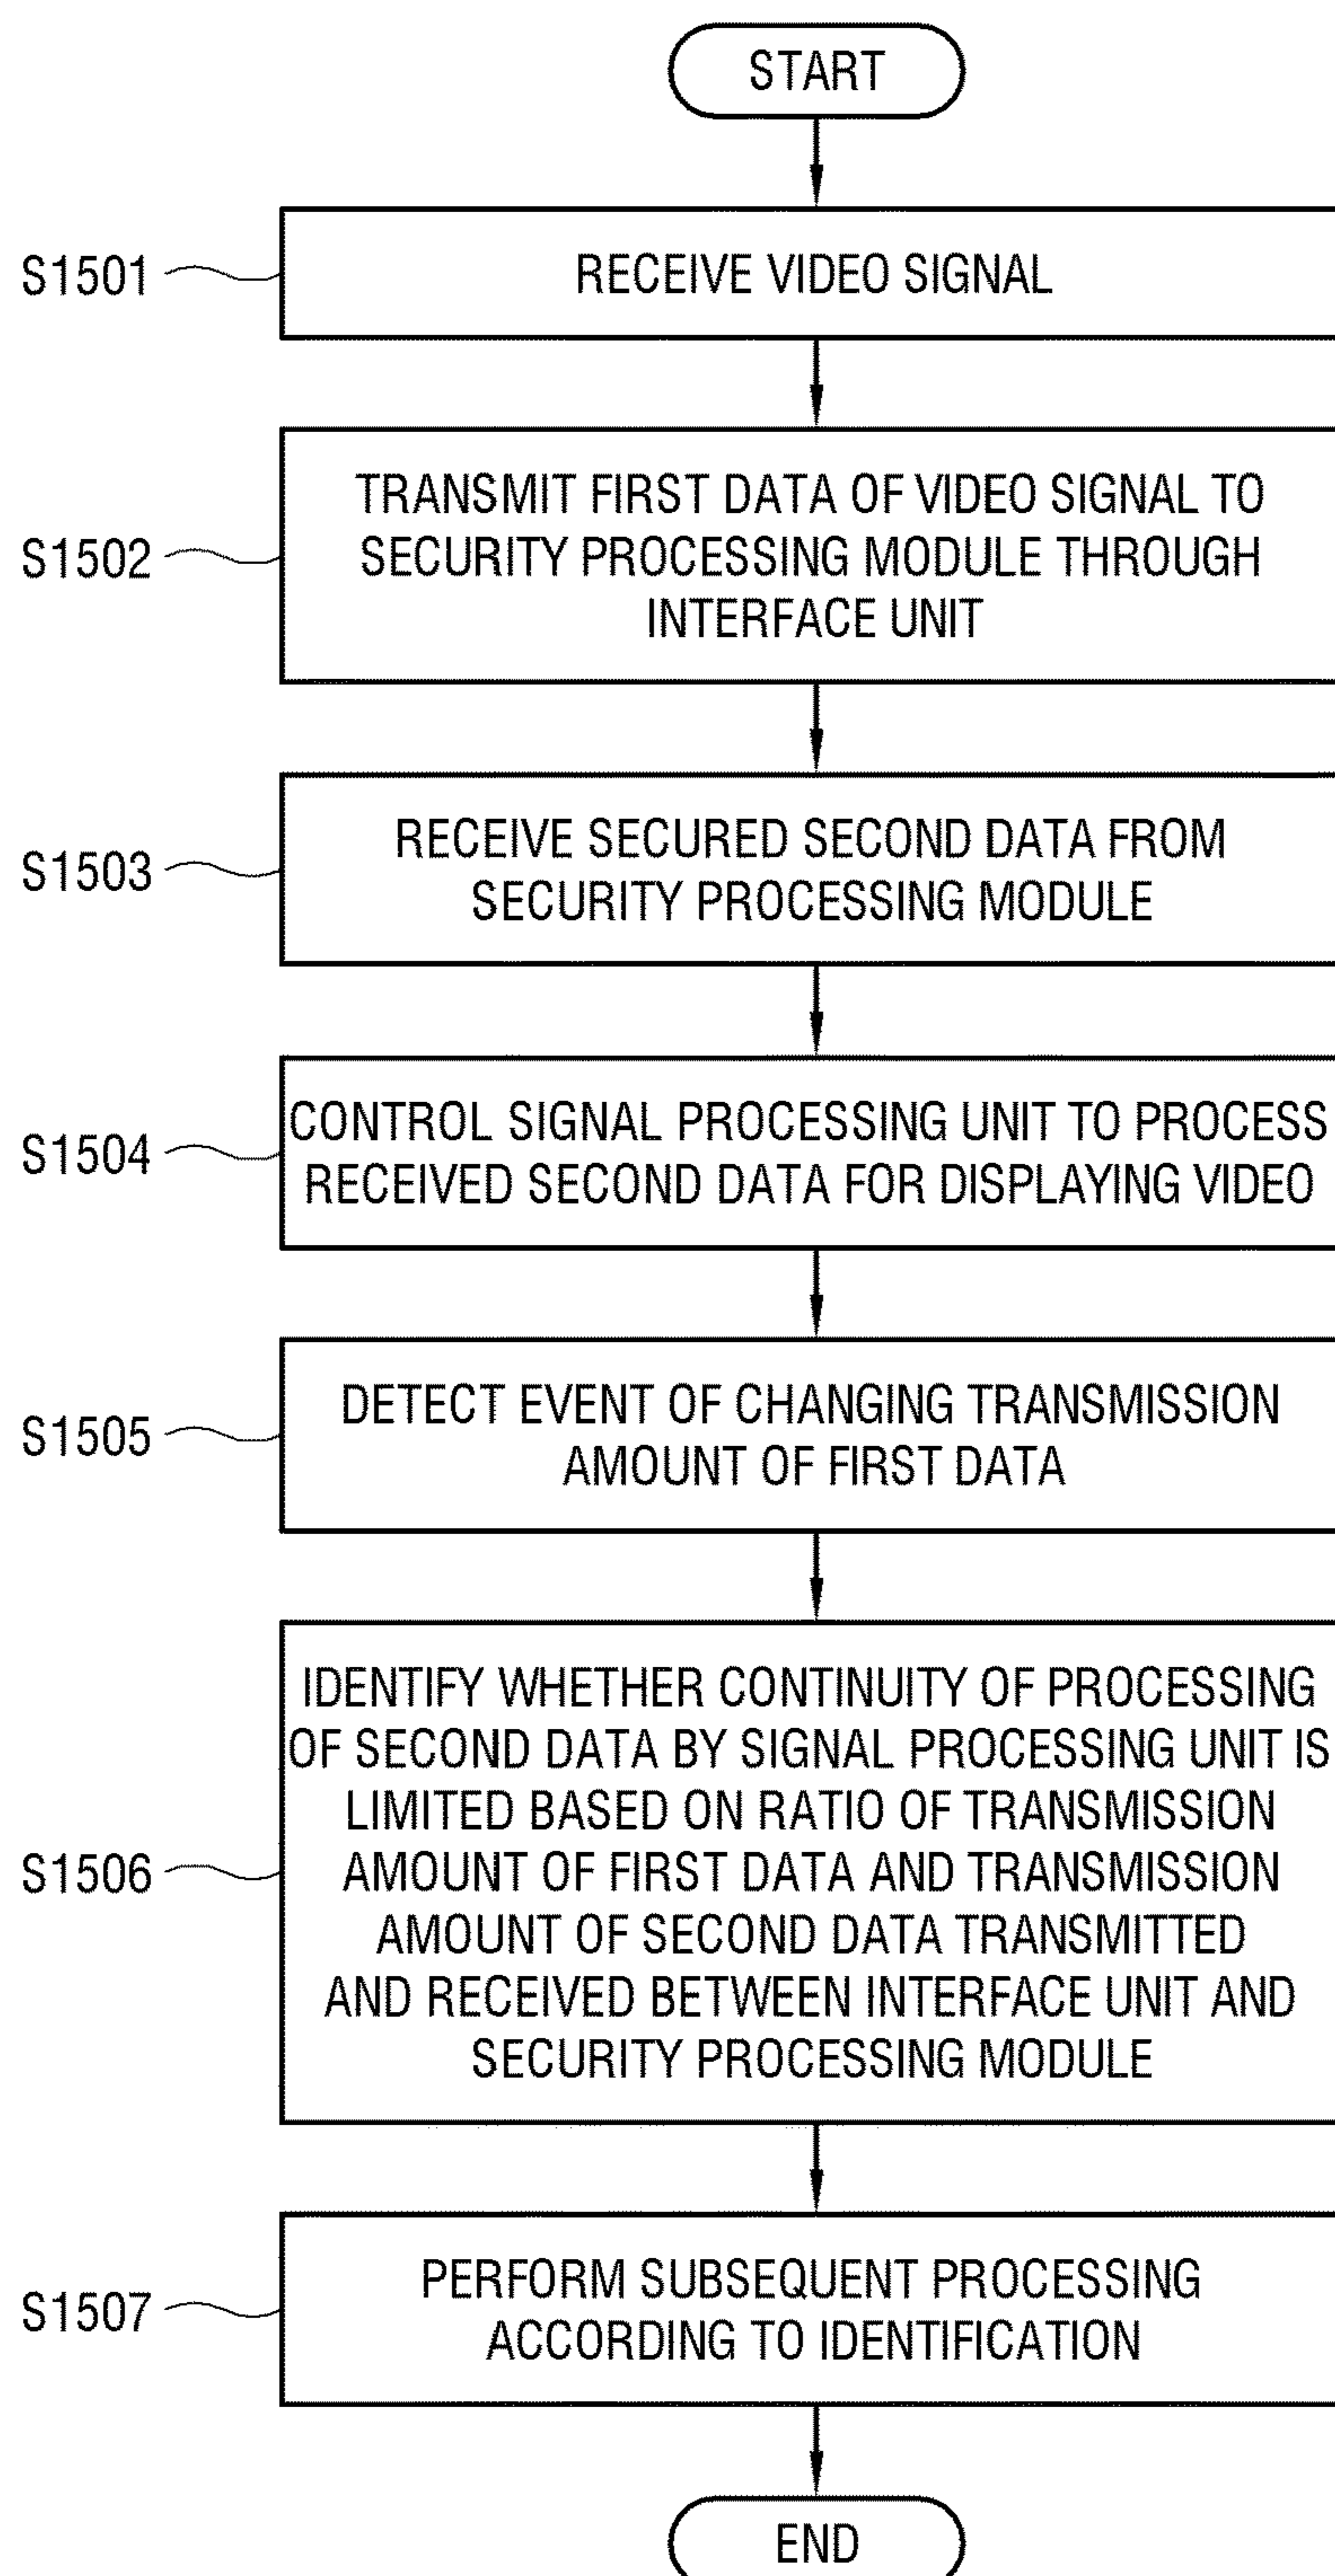 START
S1501
RECEIVE VIDEO SIGNAL
S1502
TRANSMIT FIRST DATA OF VIDEO SIGNAL TO
SECURITY PROCESSING MODULE THROUGH
INTERFACE UNIT
S1503
RECEIVE SECURED SECOND DATA FROM
SECURITY PROCESSING MODULE
S1504
CONTROL SIGNAL PROCESSING UNIT TO PROCESS
RECEIVED SECOND DATA FOR DISPLAYING VIDEO
S1505
DETECT EVENT OF CHANGING TRANSMISSION
AMOUNT OF FIRST DATA
S1506
IDENTIFY WHETHER CONTINUITY OF PROCESSING
OF SECOND DATA BY SIGNAL PROCESSING UNIT IS
LIMITED BASED ON RATIO OF TRANSMISSION
AMOUNT OF FIRST DATA AND TRANSMISSION
AMOUNT OF SECOND DATA TRANSMITTED
AND RECEIVED BETWEEN INTERFACE UNIT AND
SECURITY PROCESSING MODULE
S1507
PERFORM SUBSEQUENT PROCESSING
ACCORDING TO IDENTIFICATION
END